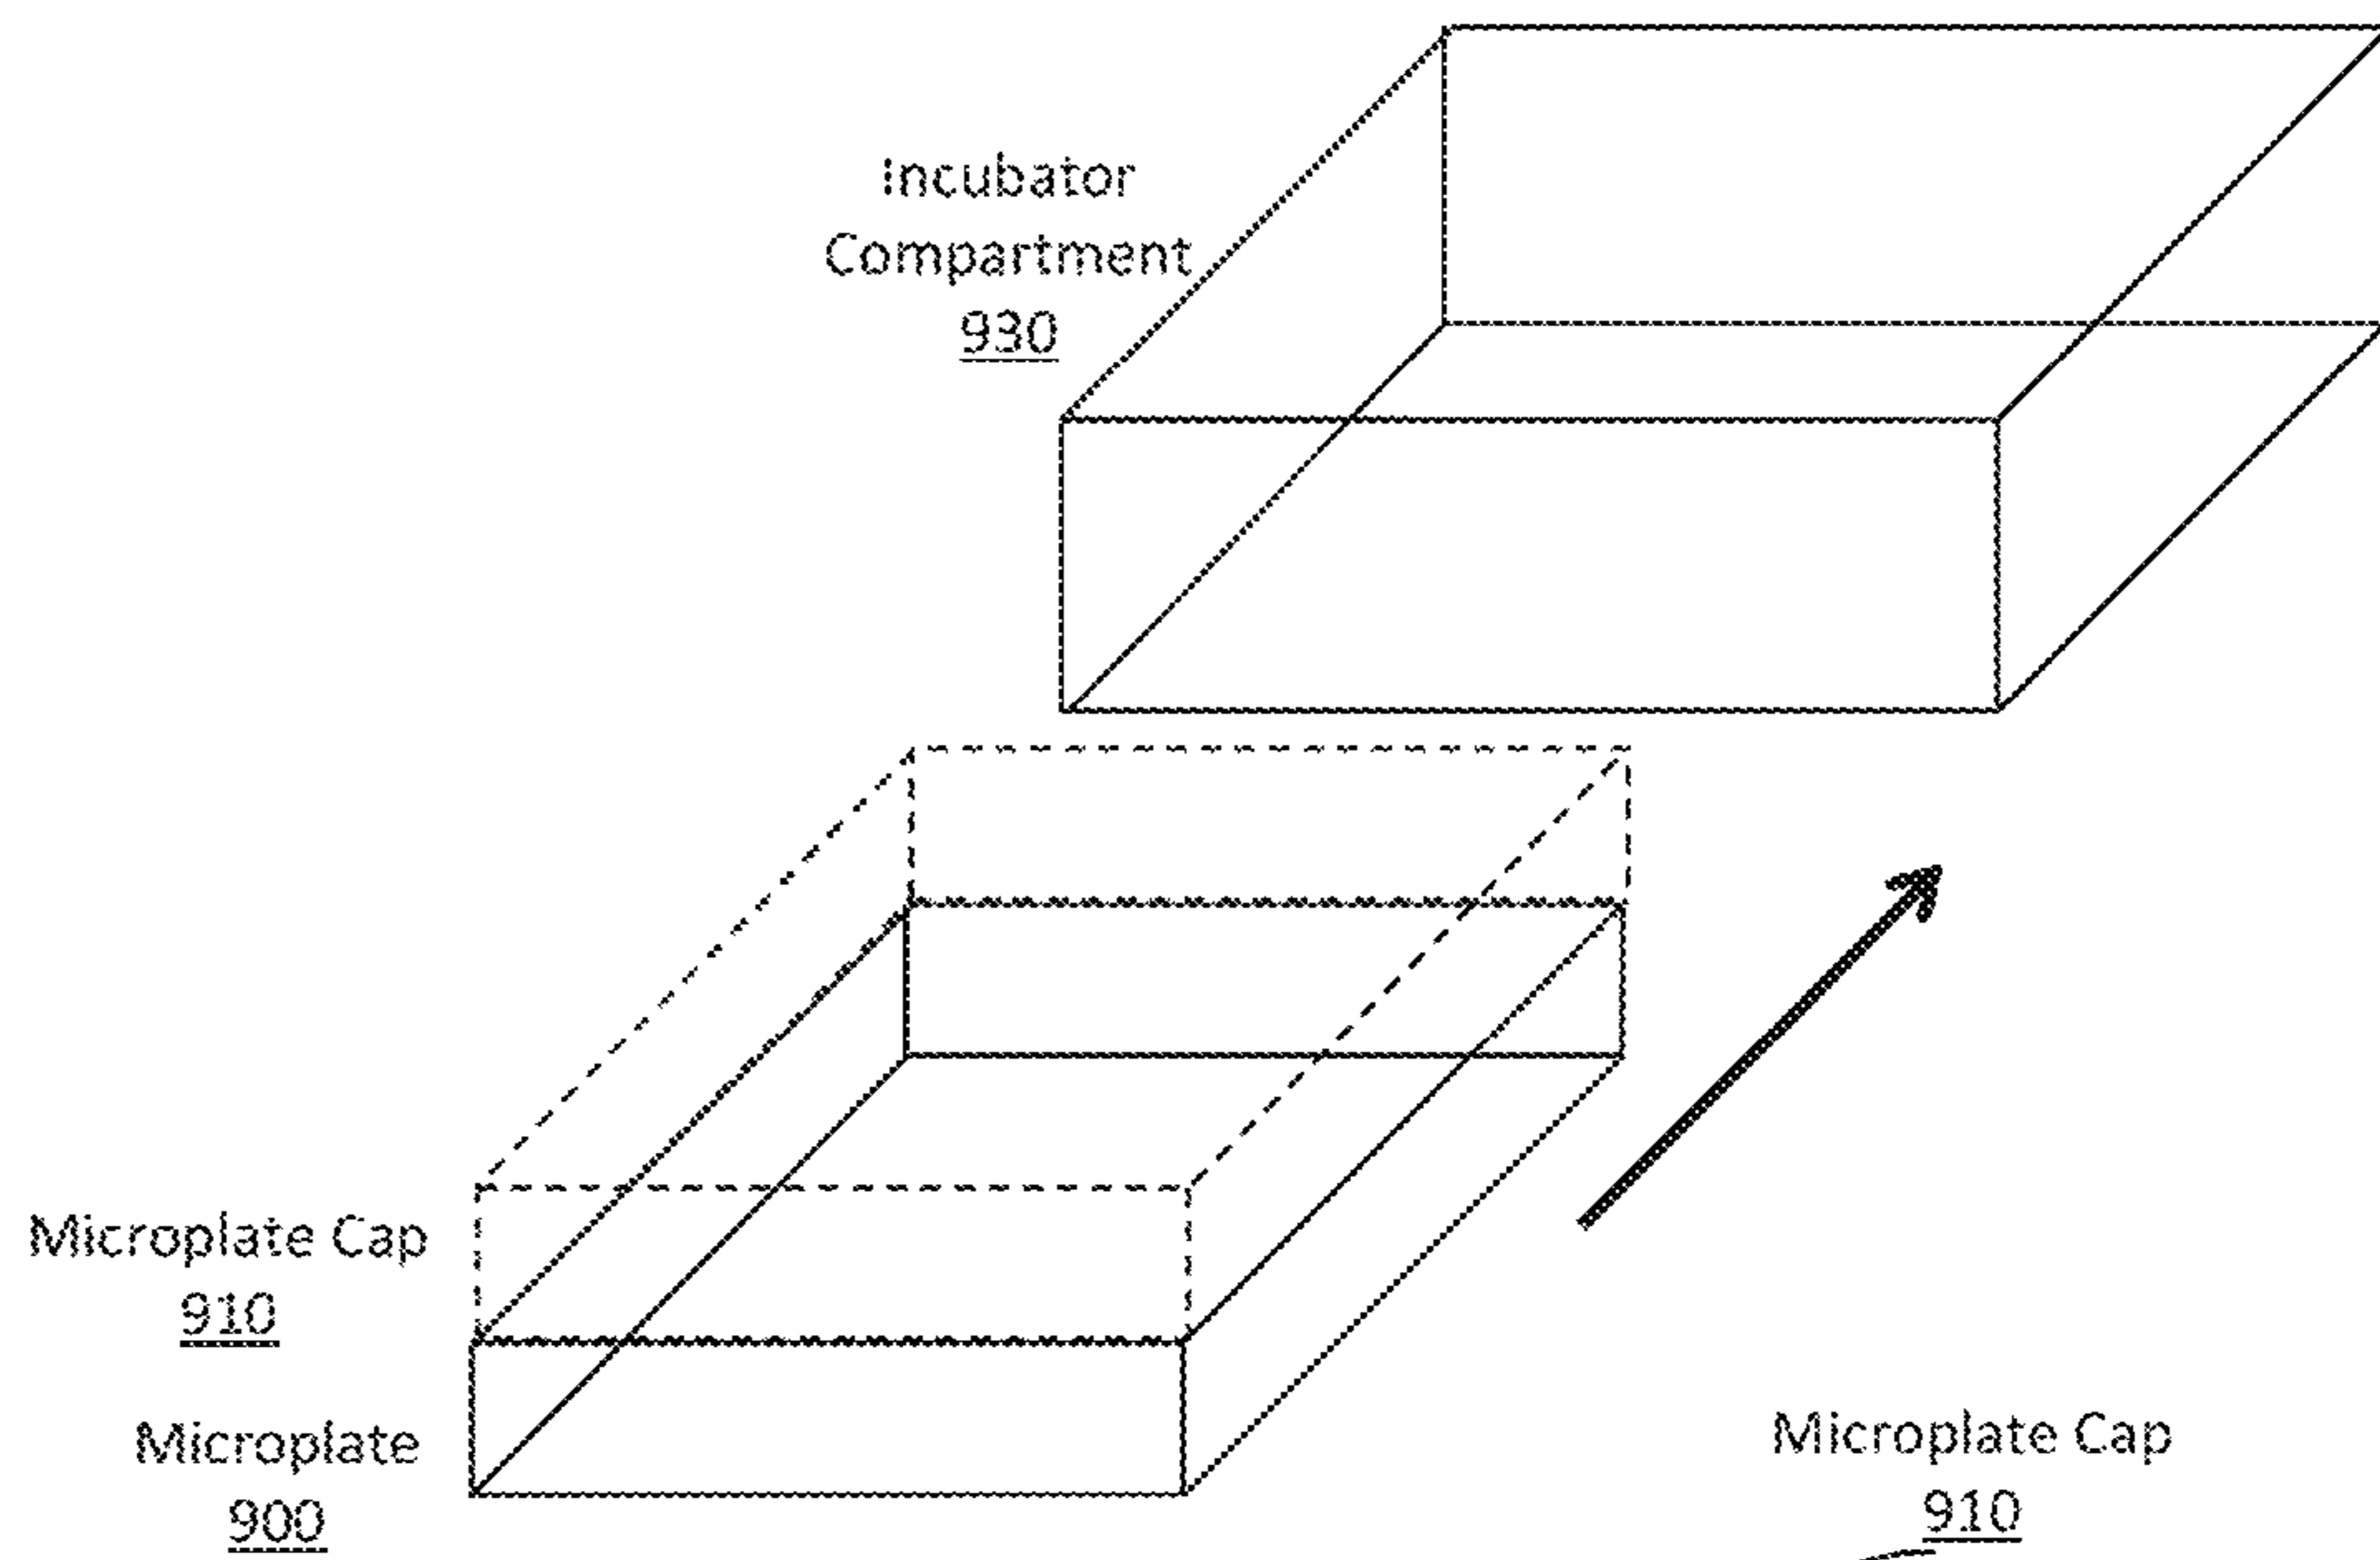 Incubator
Compartment
930
Microplate Cap
910
Microplate
900
Microplate Cap
910